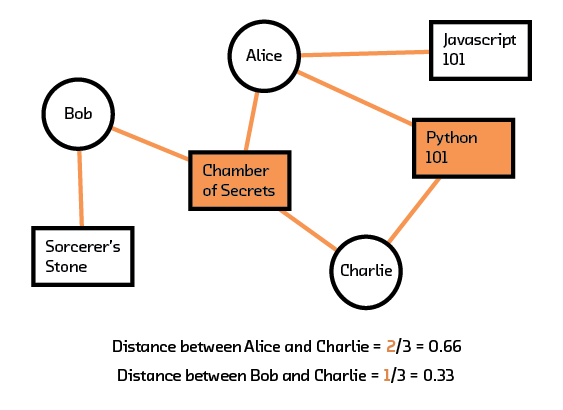 Alice
Javascript
101
Bob
Python
101
Chamber
of Secrets
Sorcerer's
Stone
Charlie
Distance between Alice and Charlie = 2/3 = 0.66
Distance between Bob and Charlie = 1/3 = 0.33